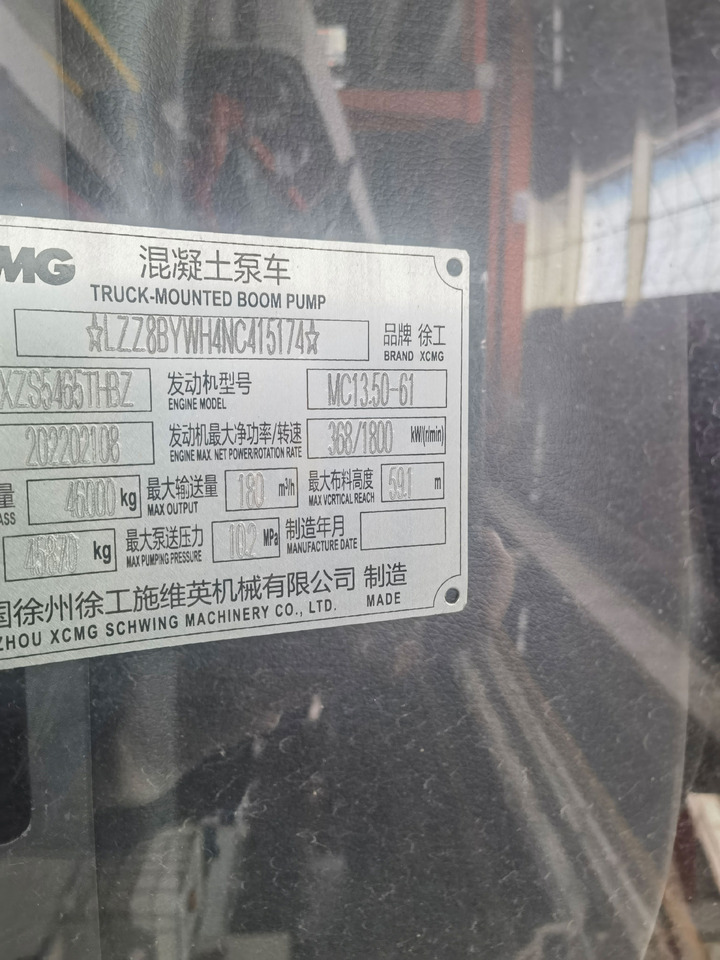 MG 混凝土泵车
TRUCK-MOUNTED BOOM PUMP
☆LZZ8BYWH4NC415174☆ 品牌 徐工
BRAND XCMG
XZS5465THBZ 发动机型号 MC13.50-61
ENGINE MODEL
202202108 发动机最大净功率/转速 368/1800 kW/(r/min)
ENGINE MAX. NET POWER/ROTATION RATE
量 46000 kg 最大输送量 180 m³/h 最大布料高度 59.1 m
ASS MAX OUTPUT MAX VCRTICAL REACH
45870 kg 最大泵送压力 10.2 MPa 制造年月
MAX PUMPING PRESSURE MANUFACTURE DATE
国徐州徐工施维英机械有限公司 制造
ZHOU XCMG SCHWING MACHINERY CO., LTD. MADE